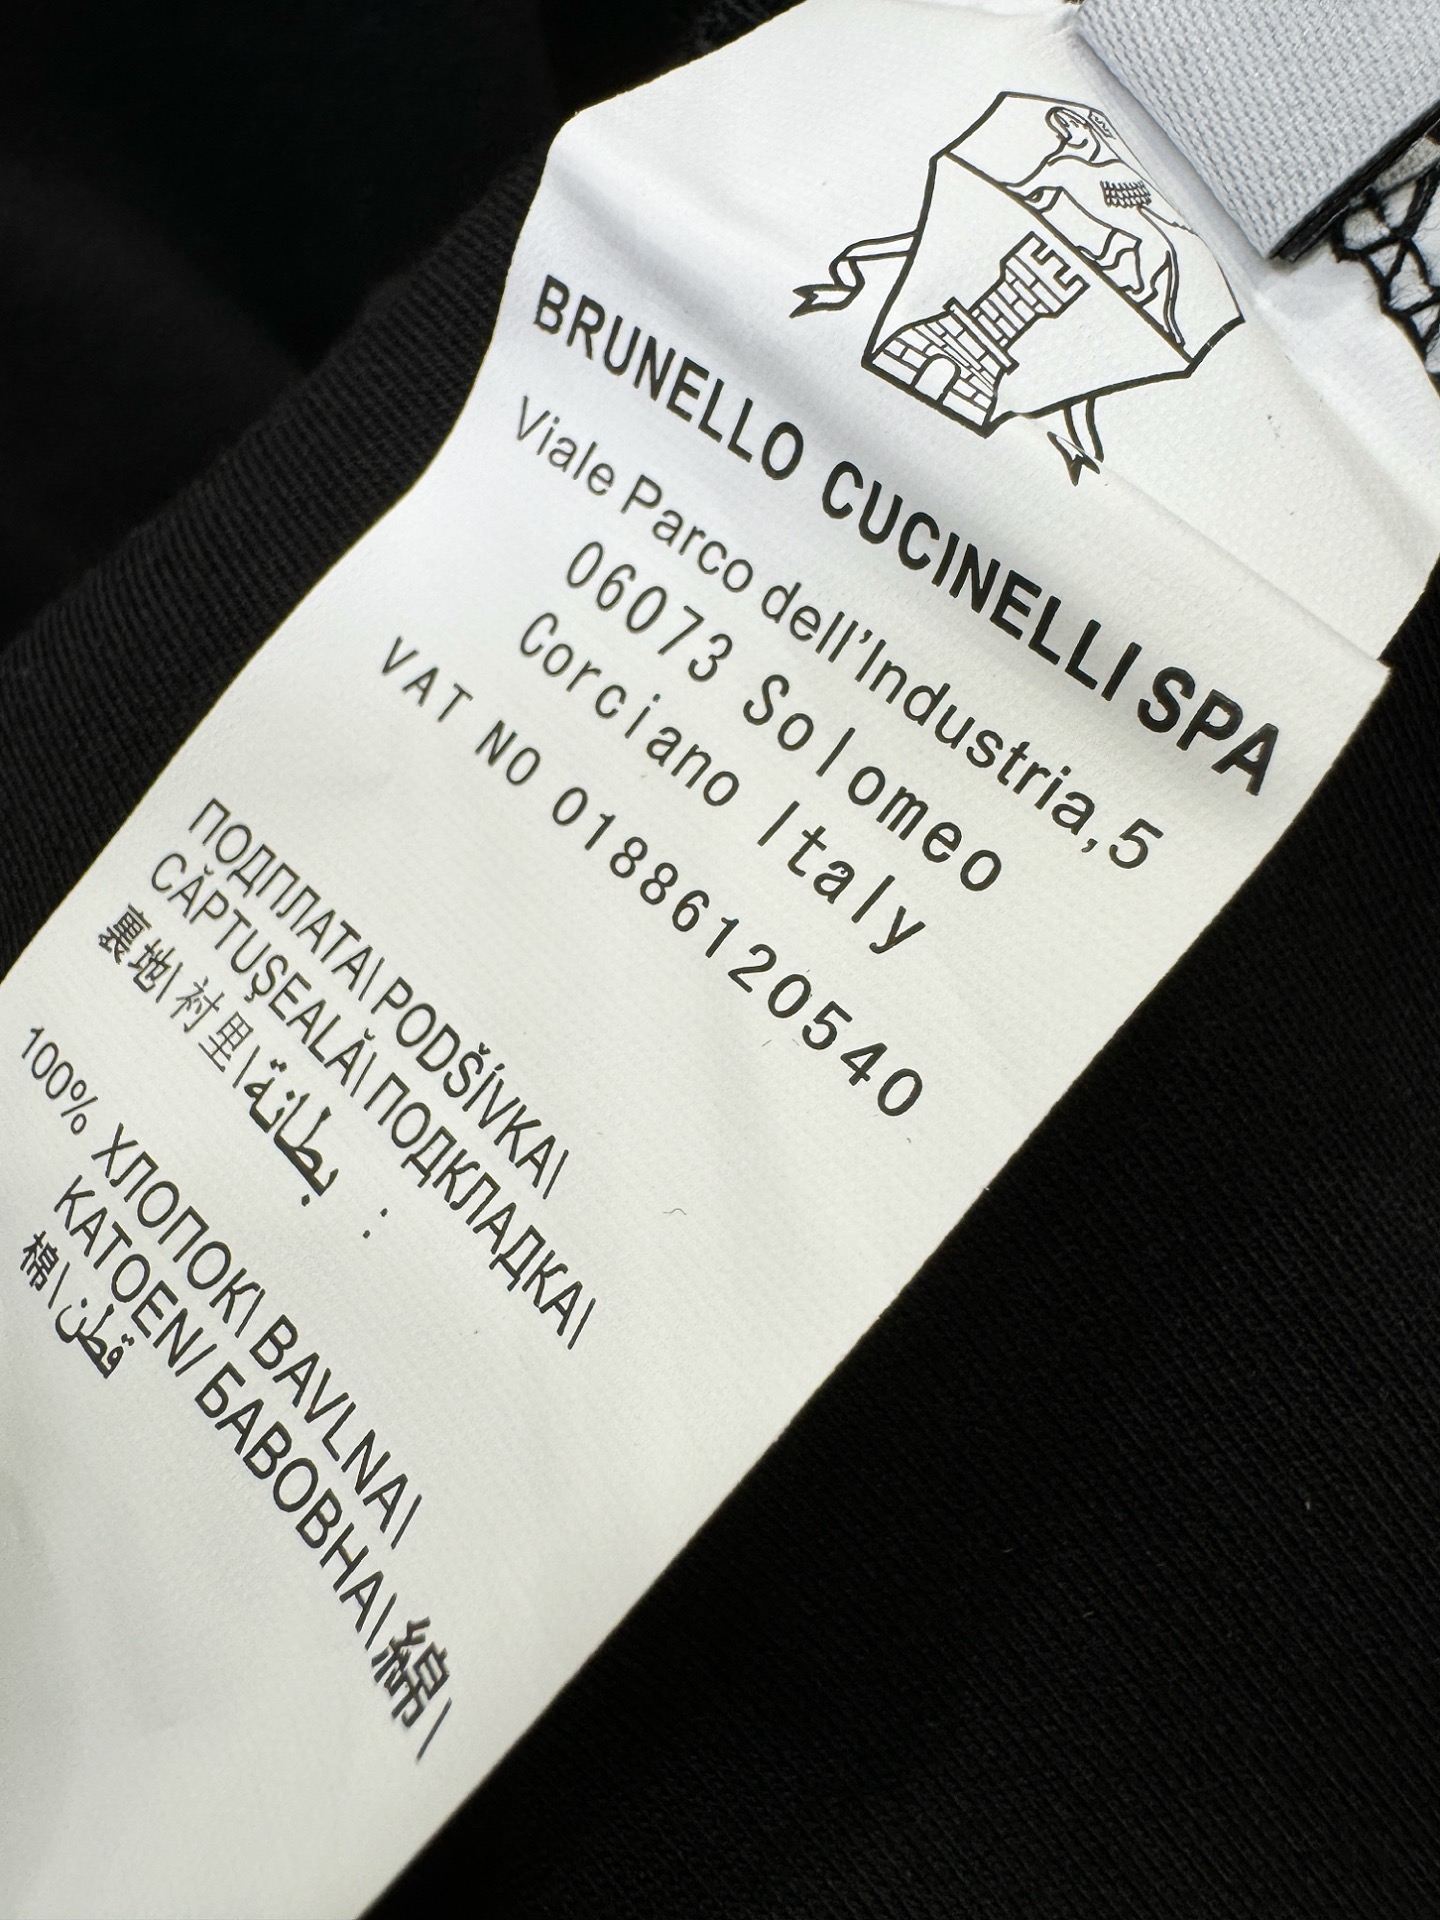 BRUNELLO CUCINELLI SPA
Viale Parco dell'Industria,5
06073 Solomeo
Corciano Italy
VAT NO 01886120540
ПОДПЛАТА\ PODŠÍVKA\
CĂPTUȘEALĂ\ ПОДКЛАДКА\
裏地\ 衬里\ بطانة :
100% ХЛОПОК\ BAVLNA\
KATOEN/ БАВОВНА\ 綿\
棉\ قطن